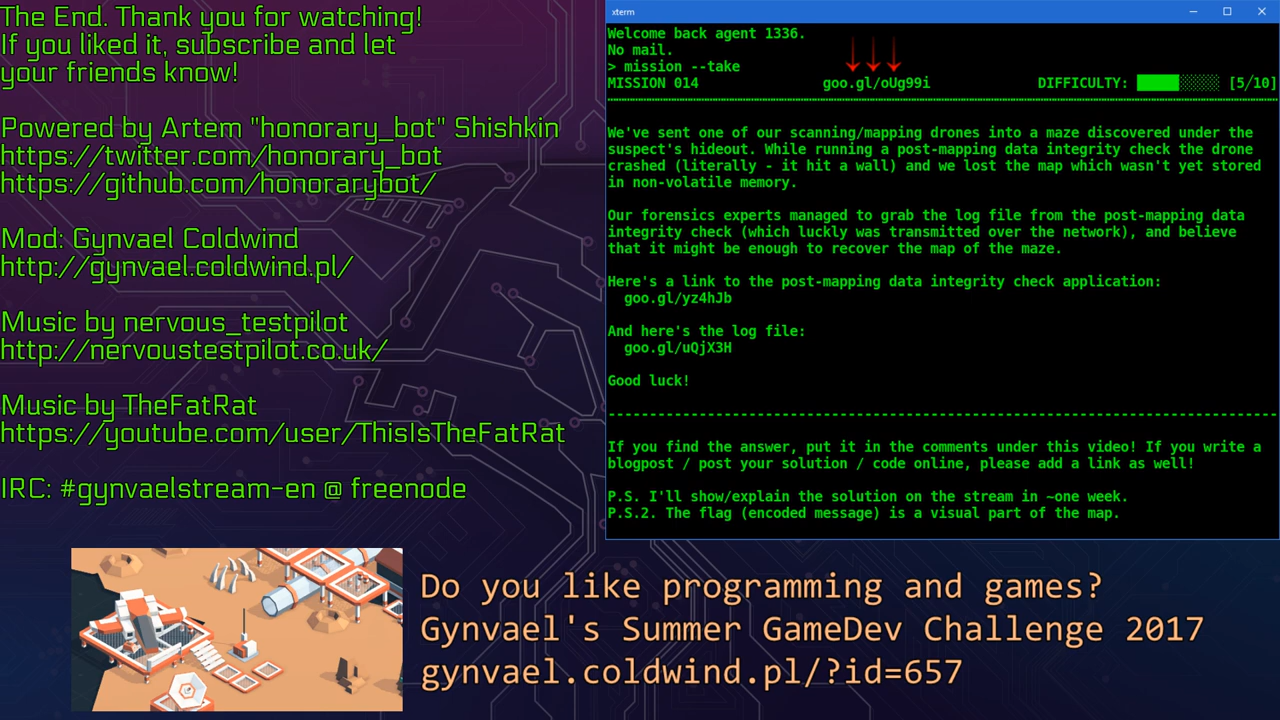 The End. Thank you for watching!
If you liked it, subscribe and let
your friends know!
Powered by Artem "honorary_bot" Shishkin
https://twitter.com/honorary_bot
https://github.com/honorarybot/
Mod: Gynvael Coldwind
http://gynvael.coldwind.pl/
Music by nervous_testpilot
http://nervoustestpilot.co.uk/
Music by TheFatRat
https://youtube.com/user/ThisIsTheFatRat
IRC: #gynvaelstream-en @ freenode
xterm
Welcome back agent 1336.
No mail.
> mission --take
MISSION 014 goo.gl/oUg99i DIFFICULTY: [5/10]
We've sent one of our scanning/mapping drones into a maze discovered under the
suspect's hideout. While running a post-mapping data integrity check the drone
crashed (literally - it hit a wall) and we lost the map which wasn't yet stored
in non-volatile memory.
Our forensics experts managed to grab the log file from the post-mapping data
integrity check (which luckly was transmitted over the network), and believe
that it might be enough to recover the map of the maze.
Here's a link to the post-mapping data integrity check application:
goo.gl/yz4hJb
And here's the log file:
goo.gl/uQjX3H
Good luck!
If you find the answer, put it in the comments under this video! If you write a
blogpost / post your solution / code online, please add a link as well!
P.S. I'll show/explain the solution on the stream in ~one week.
P.S.2. The flag (encoded message) is a visual part of the map.
Do you like programming and games?
Gynvael's Summer GameDev Challenge 2017
gynvael.coldwind.pl/?id=657